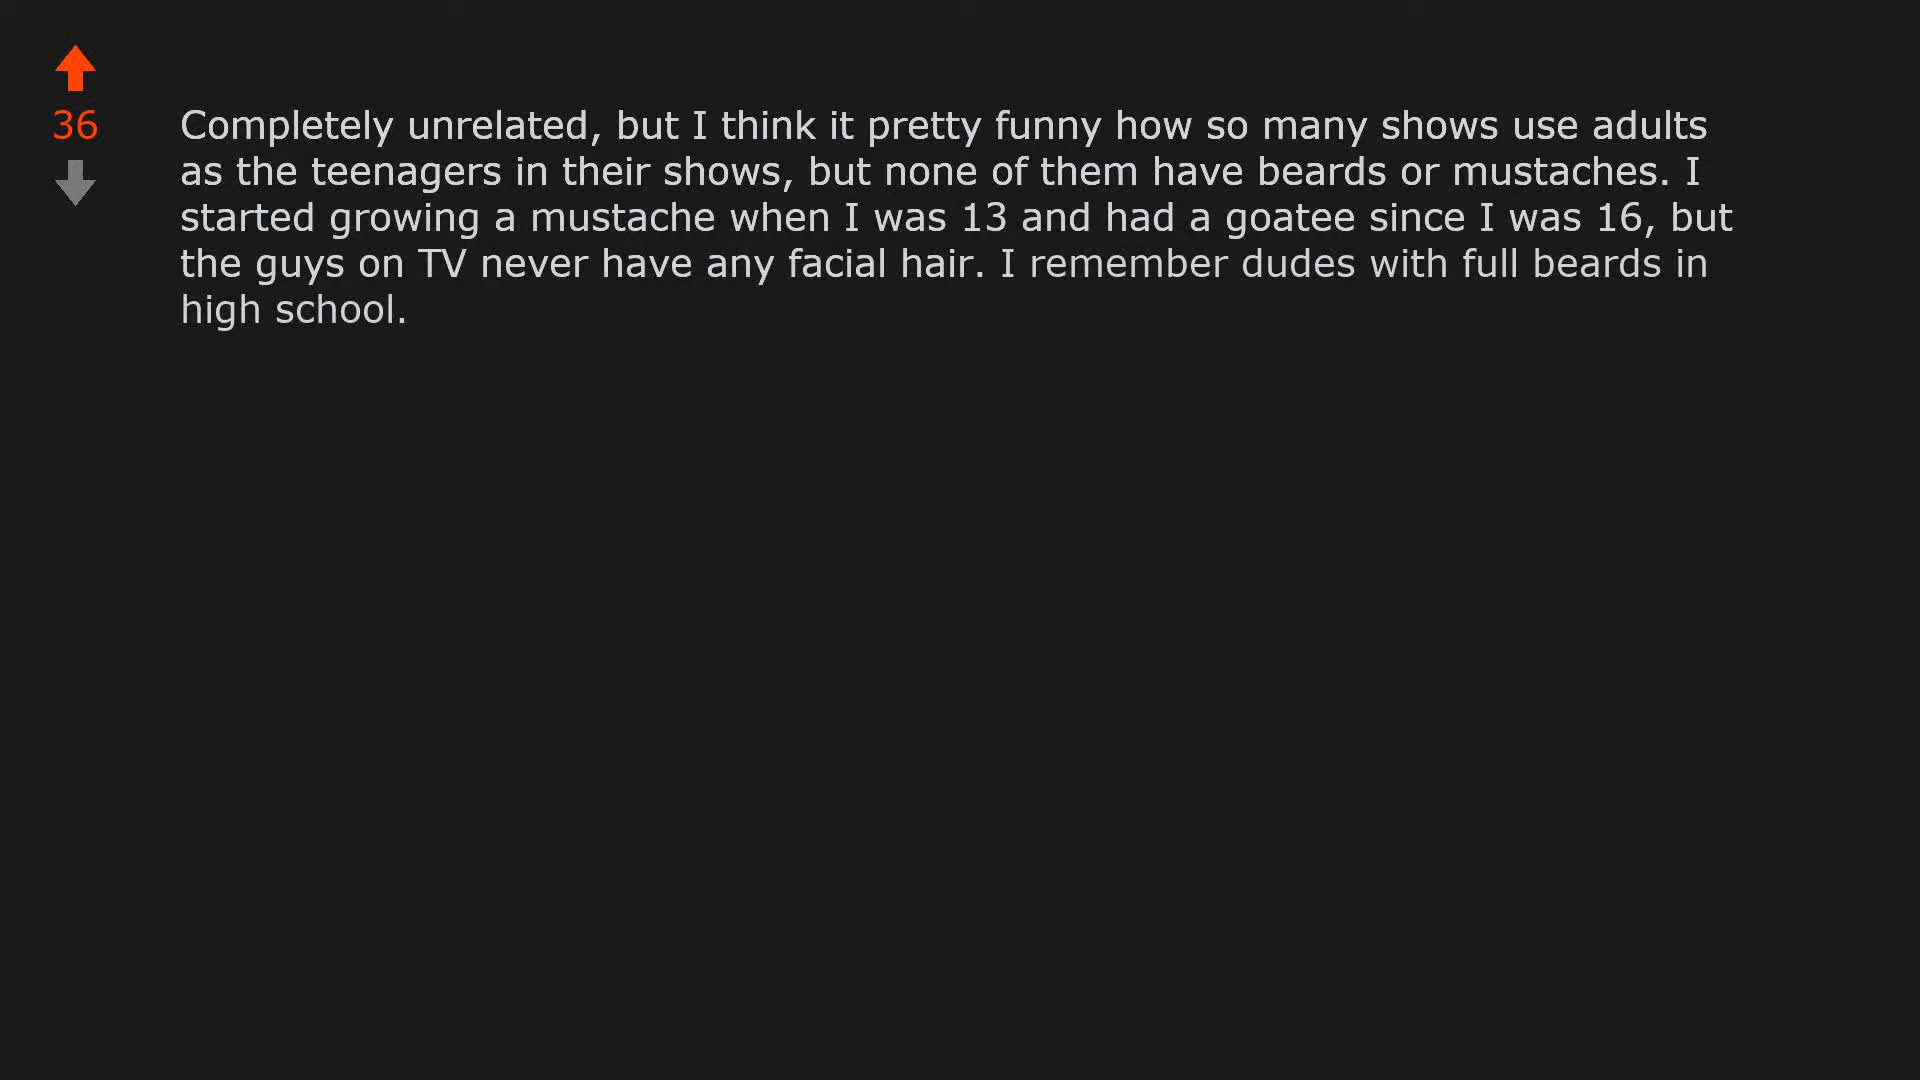 36
Completely unrelated, but I think it pretty funny how so many shows use adults
as the teenagers in their shows, but none of them have beards or mustaches. I
started growing a mustache when I was 13 and had a goatee since I was 16, but
the guys on TV never have any facial hair. I remember dudes with full beards in
high school.